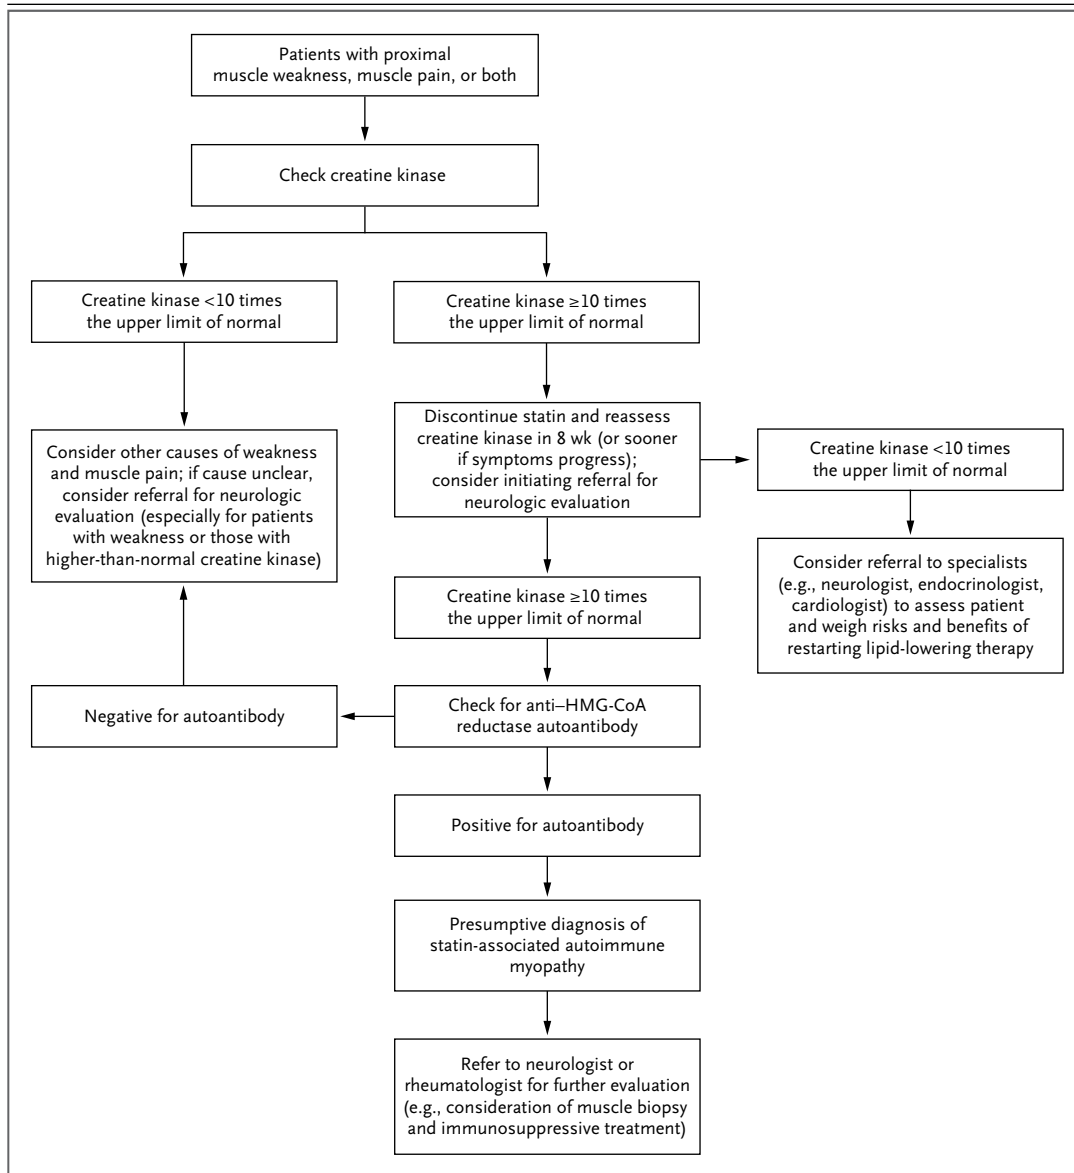 Patients with proximal
muscle weakness, muscle pain, or both
Check creatine kinase
Creatine kinase <10 times
the upper limit of normal
Creatine kinase ≥10 times
the upper limit of normal
Consider other causes of weakness
and muscle pain; if cause unclear,
consider referral for neurologic
evaluation (especially for patients
with weakness or those with
higher-than-normal creatine kinase)
Discontinue statin and reassess
creatine kinase in 8 wk (or sooner
if symptoms progress);
consider initiating referral for
neurologic evaluation
Creatine kinase <10 times
the upper limit of normal
Consider referral to specialists
(e.g., neurologist, endocrinologist,
cardiologist) to assess patient
and weigh risks and benefits of
restarting lipid-lowering therapy
Creatine kinase ≥10 times
the upper limit of normal
Negative for autoantibody
Check for anti–HMG-CoA
reductase autoantibody
Positive for autoantibody
Presumptive diagnosis of
statin-associated autoimmune
myopathy
Refer to neurologist or
rheumatologist for further evaluation
(e.g., consideration of muscle biopsy
and immunosuppressive treatment)